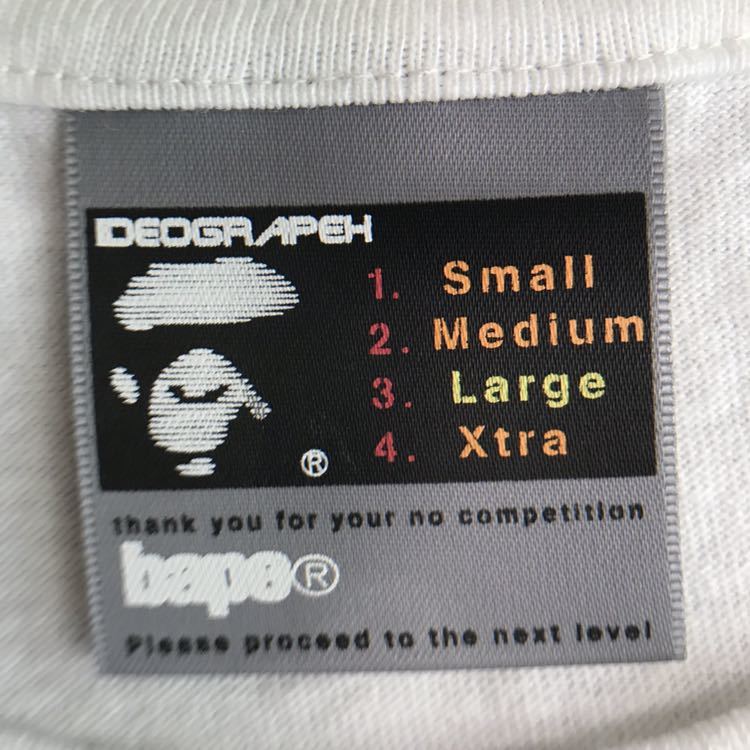 IDEOGRAPEH
1. Small
2. Medium
3. Large
4. Xtra
®
thank you for your no competition
bape®
Please proceed to the next level